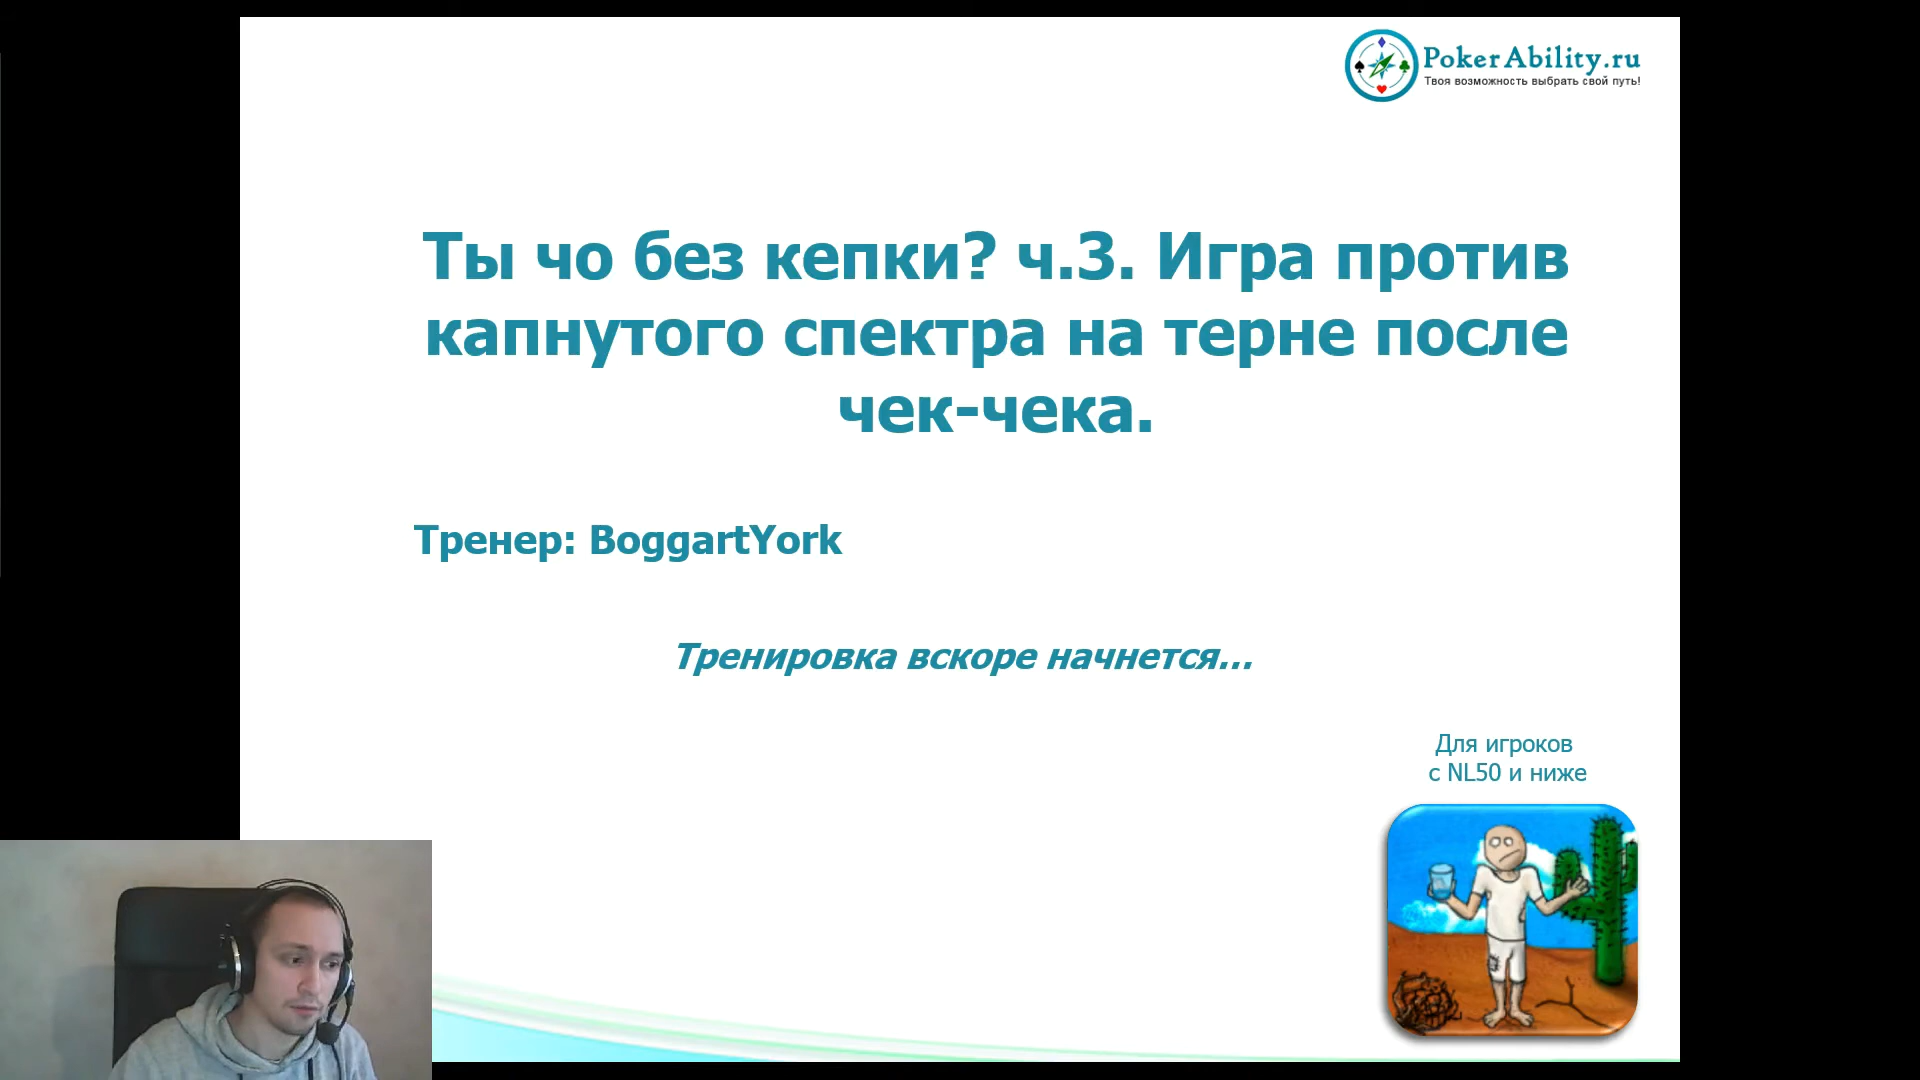 PokerAbility.ru
Твоя возможность выбрать свой путь!
Ты чо без кепки? ч.3. Игра против
капнутого спектра на терне после
чек-чека.
Тренер: BoggartYork
Тренировка вскоре начнется...
Для игроков
с NL50 и ниже